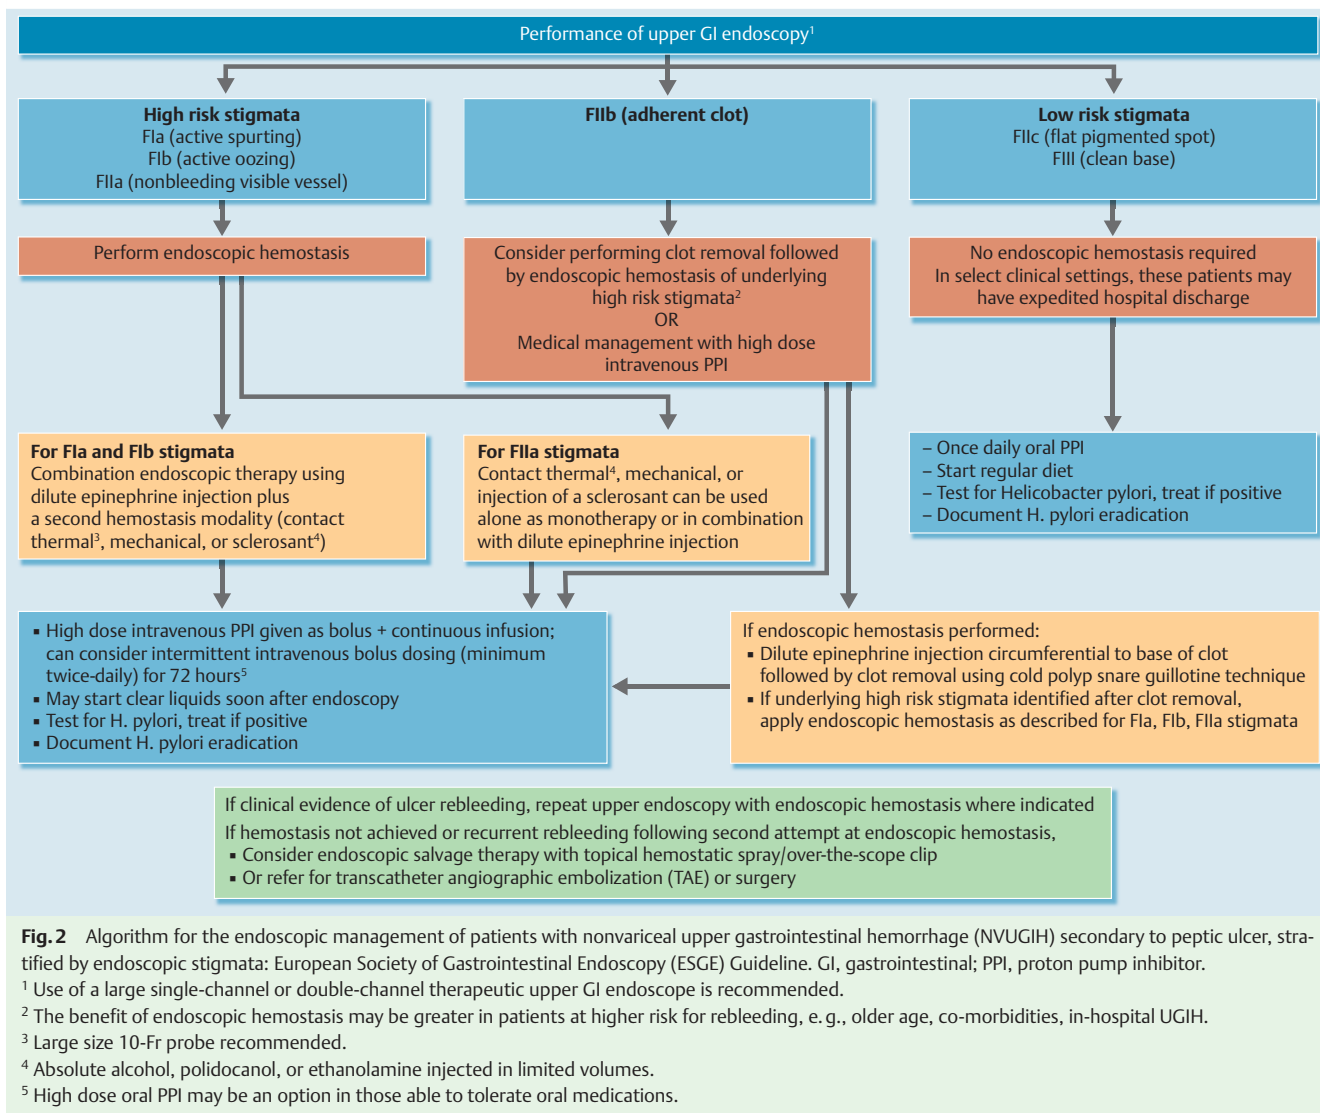 Performance of upper GI endoscopy¹
High risk stigmata
FIa (active spurting)
FIb (active oozing)
FIIa (nonbleeding visible vessel)
FIIb (adherent clot)
Low risk stigmata
FIIc (flat pigmented spot)
FIII (clean base)
Perform endoscopic hemostasis
Consider performing clot removal followed
by endoscopic hemostasis of underlying
high risk stigmata²
OR
Medical management with high dose
intravenous PPI
No endoscopic hemostasis required
In select clinical settings, these patients may
have expedited hospital discharge
For FIa and FIb stigmata
Combination endoscopic therapy using
dilute epinephrine injection plus
a second hemostasis modality (contact
thermal³, mechanical, or sclerosant⁴)
For FIIa stigmata
Contact thermal⁴, mechanical, or
injection of a sclerosant can be used
alone as monotherapy or in combination
with dilute epinephrine injection
– Once daily oral PPI
– Start regular diet
– Test for Helicobacter pylori, treat if positive
– Document H. pylori eradication
▪ High dose intravenous PPI given as bolus + continuous infusion;
can consider intermittent intravenous bolus dosing (minimum
twice-daily) for 72 hours⁵
▪ May start clear liquids soon after endoscopy
▪ Test for H. pylori, treat if positive
▪ Document H. pylori eradication
If endoscopic hemostasis performed:
▪ Dilute epinephrine injection circumferential to base of clot
followed by clot removal using cold polyp snare guillotine technique
▪ If underlying high risk stigmata identified after clot removal,
apply endoscopic hemostasis as described for FIa, FIb, FIIa stigmata
If clinical evidence of ulcer rebleeding, repeat upper endoscopy with endoscopic hemostasis where indicated
If hemostasis not achieved or recurrent rebleeding following second attempt at endoscopic hemostasis,
▪ Consider endoscopic salvage therapy with topical hemostatic spray/over-the-scope clip
▪ Or refer for transcatheter angiographic embolization (TAE) or surgery
Fig. 2 Algorithm for the endoscopic management of patients with nonvariceal upper gastrointestinal hemorrhage (NVUGIH) secondary to peptic ulcer, stra-
tified by endoscopic stigmata: European Society of Gastrointestinal Endoscopy (ESGE) Guideline. GI, gastrointestinal; PPI, proton pump inhibitor.
¹ Use of a large single-channel or double-channel therapeutic upper GI endoscope is recommended.
² The benefit of endoscopic hemostasis may be greater in patients at higher risk for rebleeding, e. g., older age, co-morbidities, in-hospital UGIH.
³ Large size 10-Fr probe recommended.
⁴ Absolute alcohol, polidocanol, or ethanolamine injected in limited volumes.
⁵ High dose oral PPI may be an option in those able to tolerate oral medications.